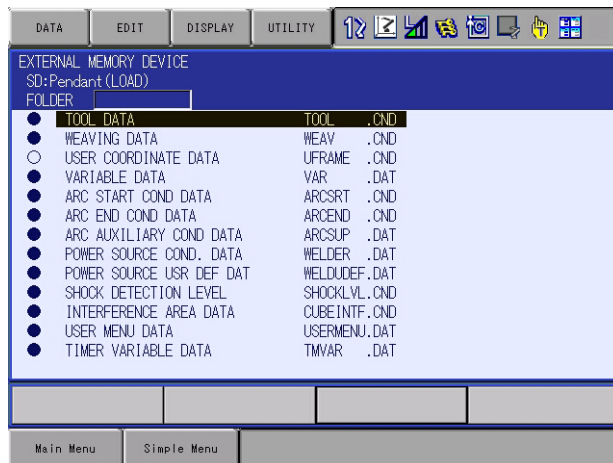 DATA EDIT DISPLAY UTILITY
EXTERNAL MEMORY DEVICE
SD:Pendant(LOAD)
FOLDER
TOOL DATA TOOL .CND
WEAVING DATA WEAV .CND
USER COORDINATE DATA UFRAME .CND
VARIABLE DATA VAR .DAT
ARC START COND DATA ARCSRT .CND
ARC END COND DATA ARCEND .CND
ARC AUXILIARY COND DATA ARCSUP .DAT
POWER SOURCE COND. DATA WELDER .DAT
POWER SOURCE USR DEF DAT WELDUDEF.DAT
SHOCK DETECTION LEVEL SHOCKLVL.CND
INTERFERENCE AREA DATA CUBEINTF.CND
USER MENU DATA USERMENU.DAT
TIMER VARIABLE DATA TMVAR .DAT
Main Menu Simple Menu